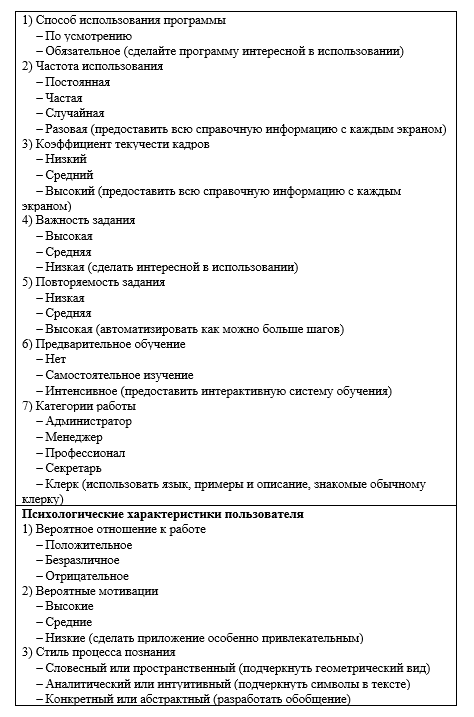 1) Способ использования программы
– По усмотрению
– Обязательное (сделайте программу интересной в использовании)
2) Частота использования
– Постоянная
– Частая
– Случайная
– Разовая (предоставить всю справочную информацию с каждым экраном)
3) Коэффициент текучести кадров
– Низкий
– Средний
– Высокий (предоставить всю справочную информацию с каждым
экраном)
4) Важность задания
– Высокая
– Средняя
– Низкая (сделать интересной в использовании)
5) Повторяемость задания
– Низкая
– Средняя
– Высокая (автоматизировать как можно больше шагов)
6) Предварительное обучение
– Нет
– Самостоятельное изучение
– Интенсивное (предоставить интерактивную систему обучения)
7) Категории работы
– Администратор
– Менеджер
– Профессионал
– Секретарь
– Клерк (использовать язык, примеры и описание, знакомые обычному
клерку)
Психологические характеристики пользователя
1) Вероятное отношение к работе
– Положительное
– Безразличное
– Отрицательное
2) Вероятные мотивации
– Высокие
– Средние
– Низкие (сделать приложение особенно привлекательным)
3) Стиль процесса познания
– Словесный или пространственный (подчеркнуть геометрический вид)
– Аналитический или интуитивный (подчеркнуть символы в тексте)
– Конкретный или абстрактный (разработать обобщение)